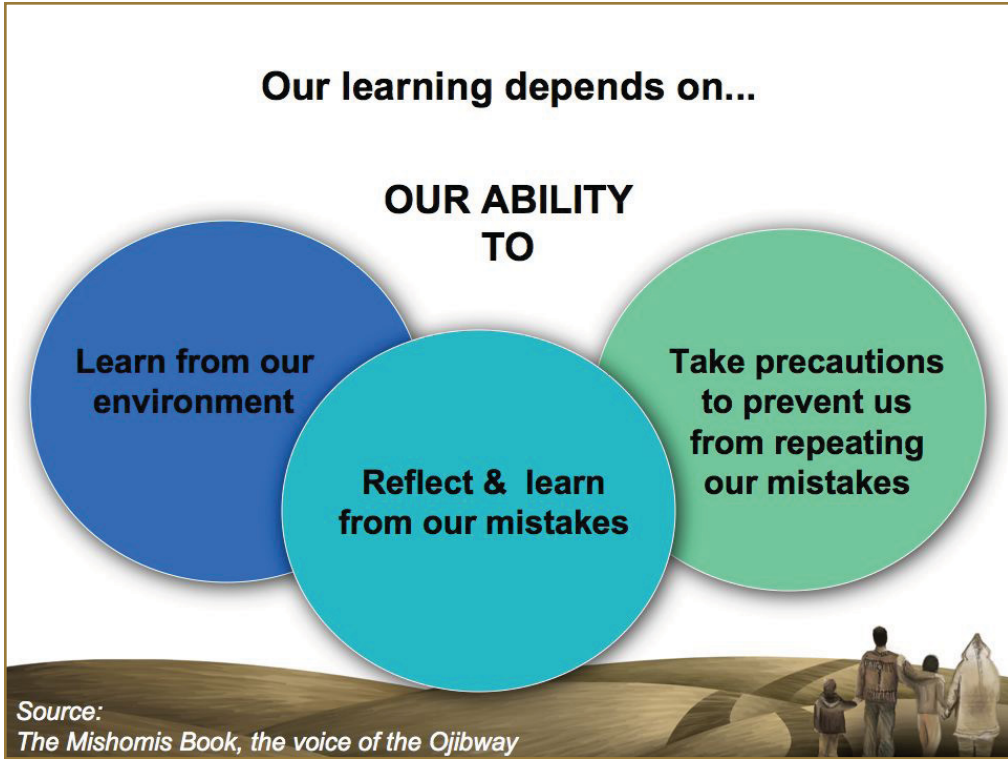 Our learning depends on...
OUR ABILITY
TO
Learn from our
environment
Reflect & learn
from our mistakes
Take precautions
to prevent us
from repeating
our mistakes
Source:
The Mishomis Book, the voice of the Ojibway